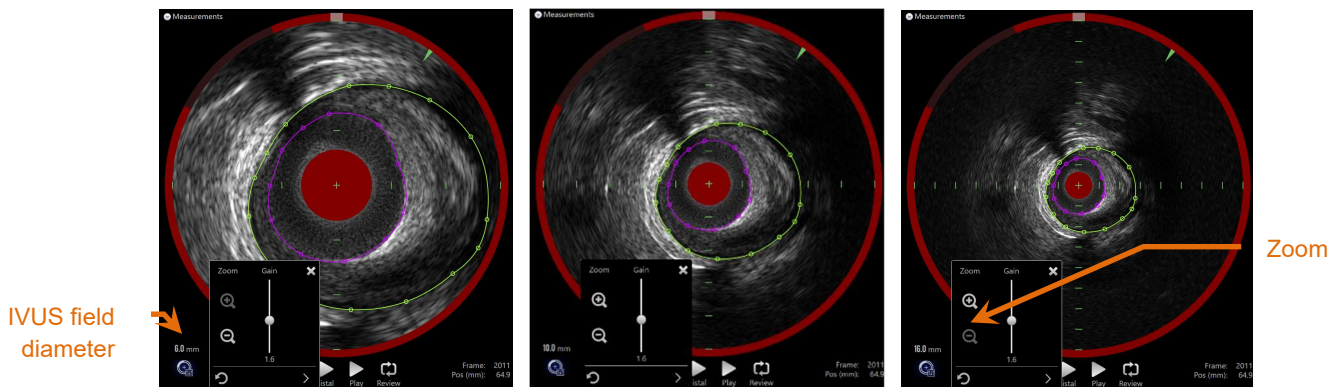 Measurements
Zoom Gain
1.6
6.0 mm
Play Review
Frame: 2011
Pos (mm): 64.9
Measurements
Zoom Gain
1.6
10.0 mm
istal Play Review
Frame: 2011
Pos (mm): 64.9
Measurements
Zoom Gain
1.6
16.0 mm
istal Play Review
Frame: 2011
Pos (mm): 64.9
IVUS field
diameter
Zoom